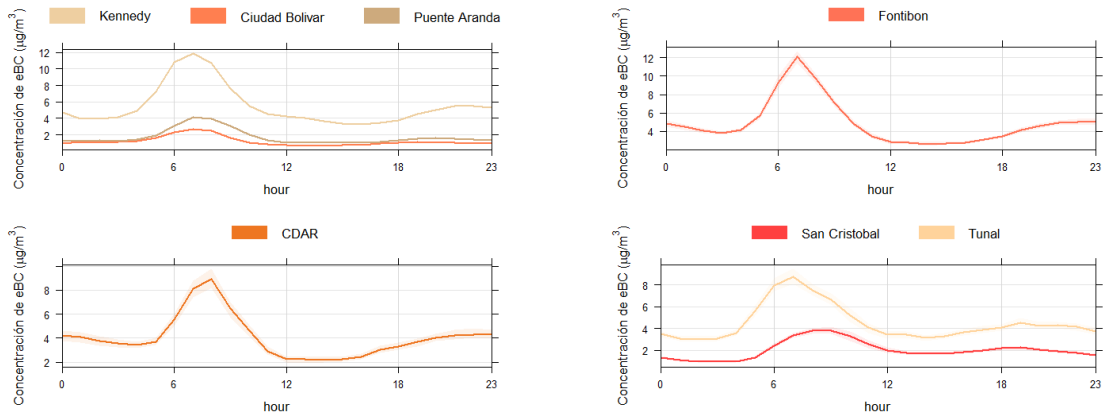 Kennedy Ciudad Bolivar Puente Aranda
Concentración de eBC (μg/m³)
12
10
8
6
4
2
0 6 12 18 23
hour
Fontibon
Concentración de eBC (μg/m³)
12
10
8
6
4
0 6 12 18 23
hour
CDAR
Concentración de eBC (μg/m³)
8
6
4
2
0 6 12 18 23
hour
San Cristobal Tunal
Concentración de eBC (μg/m³)
8
6
4
2
0 6 12 18 23
hour